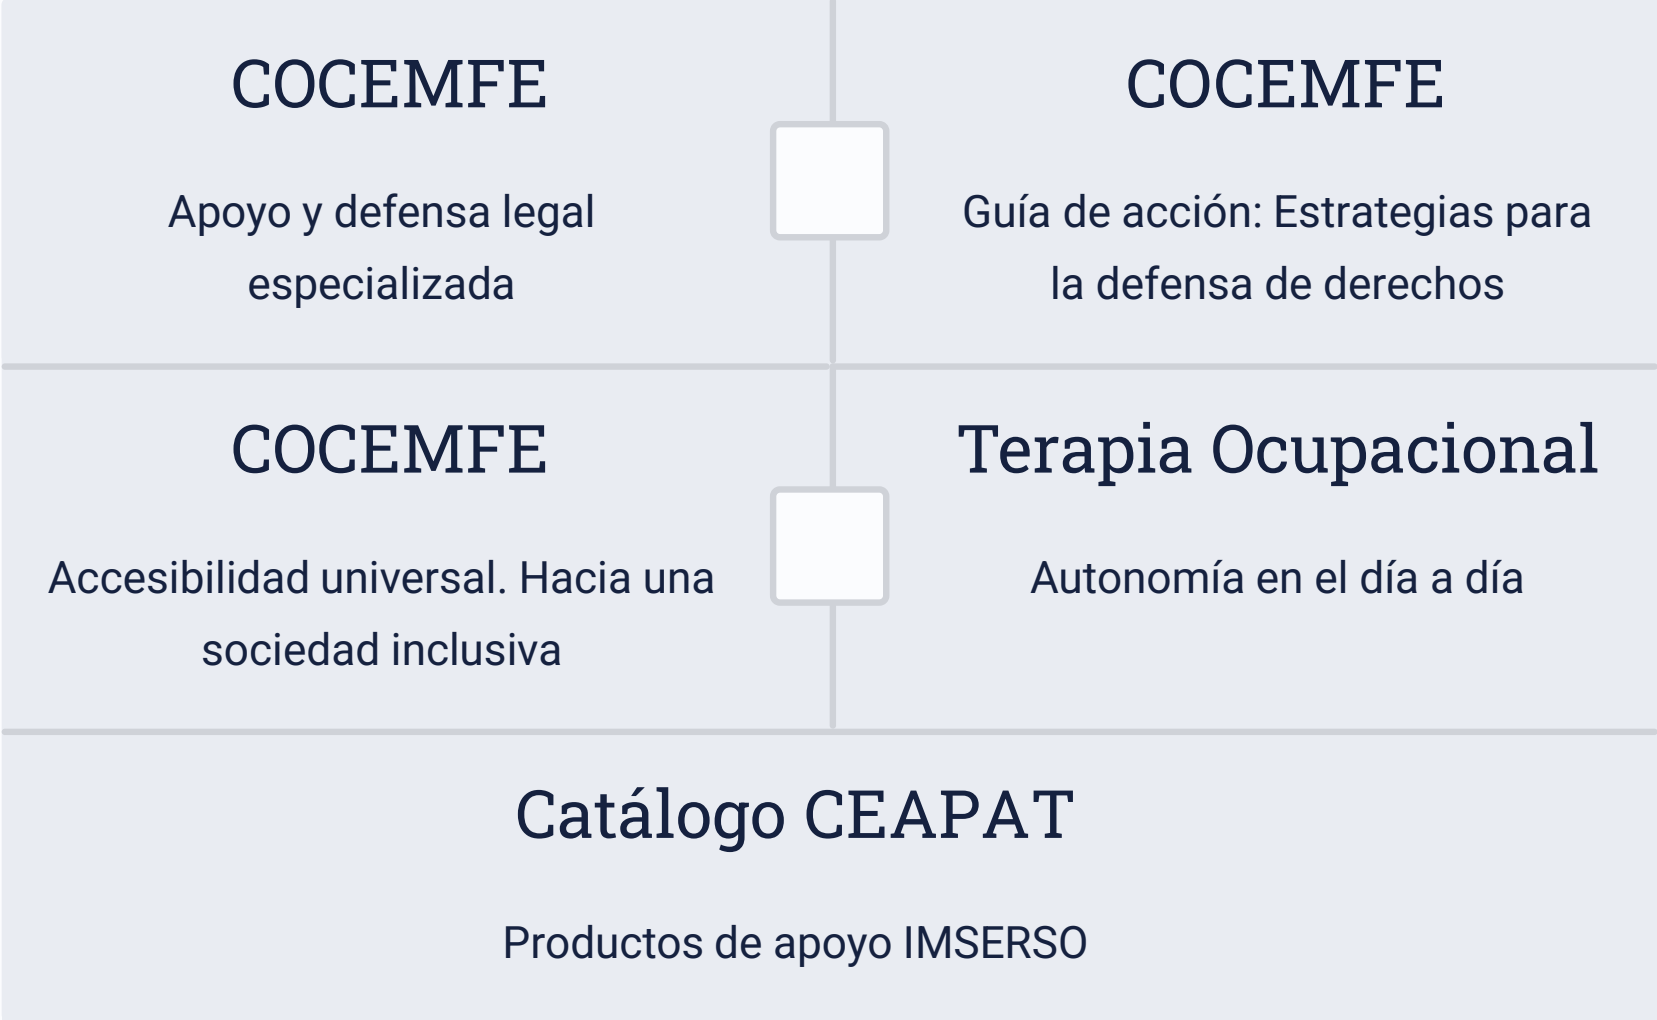 COCEMFE
Apoyo y defensa legal
especializada
COCEMFE
Guía de acción: Estrategias para
la defensa de derechos
COCEMFE
Accesibilidad universal. Hacia una
sociedad inclusiva
Terapia Ocupacional
Autonomía en el día a día
Catálogo CEAPAT
Productos de apoyo IMSERSO